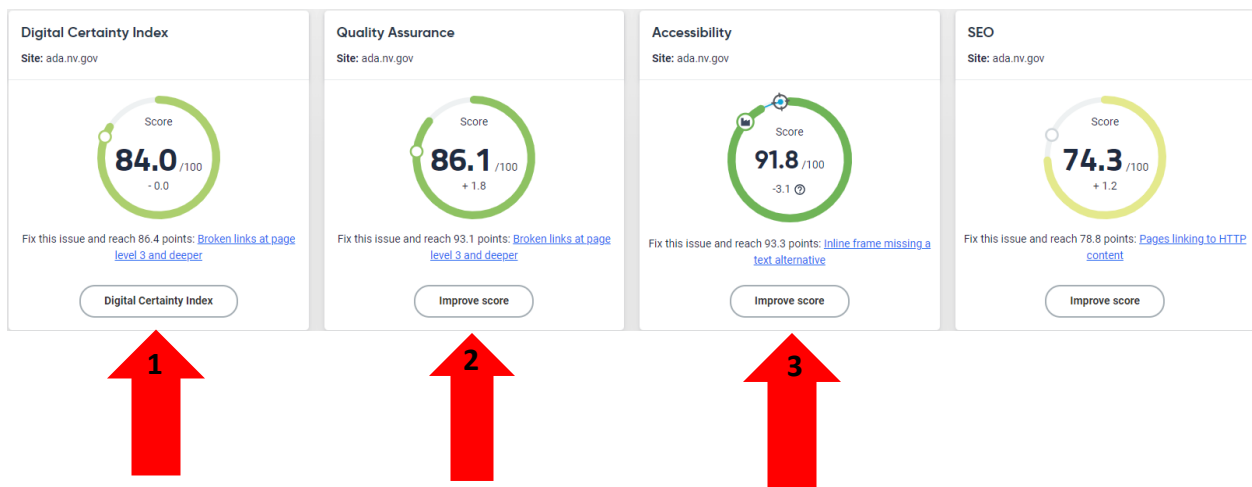 Digital Certainty Index
Site: ada.nv.gov
Score
84.0 /100
- 0.0
Fix this issue and reach 86.4 points: Broken links at page
level 3 and deeper
Digital Certainty Index
1
Quality Assurance
Site: ada.nv.gov
Score
86.1 /100
+ 1.8
Fix this issue and reach 93.1 points: Broken links at page
level 3 and deeper
Improve score
2
Accessibility
Site: ada.nv.gov
Score
91.8 /100
-3.1 ?
Fix this issue and reach 93.3 points: Inline frame missing a
text alternative
Improve score
3
SEO
Site: ada.nv.gov
Score
74.3 /100
+ 1.2
Fix this issue and reach 78.8 points: Pages linking to HTTP
content
Improve score